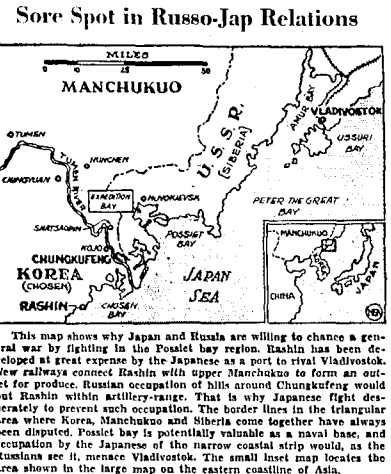 Sore Spot in Russo-Jap Relations
MILES
0 25 50
MANCHUKUO
U.S.S.R.
(SIBERIA)
AMUR BAY
VLADIVOSTOK
USSURI
BAY
TUMEN
HUNCHEN
TUMEN RIVER
EXPEDITION
BAY
NOVOKIEVSK
PETER THE GREAT
BAY
POSSIET
BAY
KOJO
CHUNGKUFENG
KOREA
(CHOSEN)
RASHIN
CHOSAN
BAY
JAPAN
SEA
MANCHUKUO
CHINA
JAPAN
This map shows why Japan and Russia are willing to chance a gen-
eral war by fighting in the Possiet bay region. Rashin has been de-
veloped at great expense by the Japanese as a port to rival Vladivostok.
New railways connect Rashin with upper Manchukuo to form an out-
let for produce. Russian occupation of hills around Chungkufeng would
put Rashin within artillery-range. That is why Japanese fight des-
perately to prevent such occupation. The border lines in the triangular
area where Korea, Manchukuo and Siberia come together have always
been disputed. Possiet bay is potentially valuable as a naval base, and
occupation by the Japanese of the narrow coastal strip would, as the
Russians see it, menace Vladivostok. The small inset map locates the
area shown in the large map on the eastern coastline of Asia.